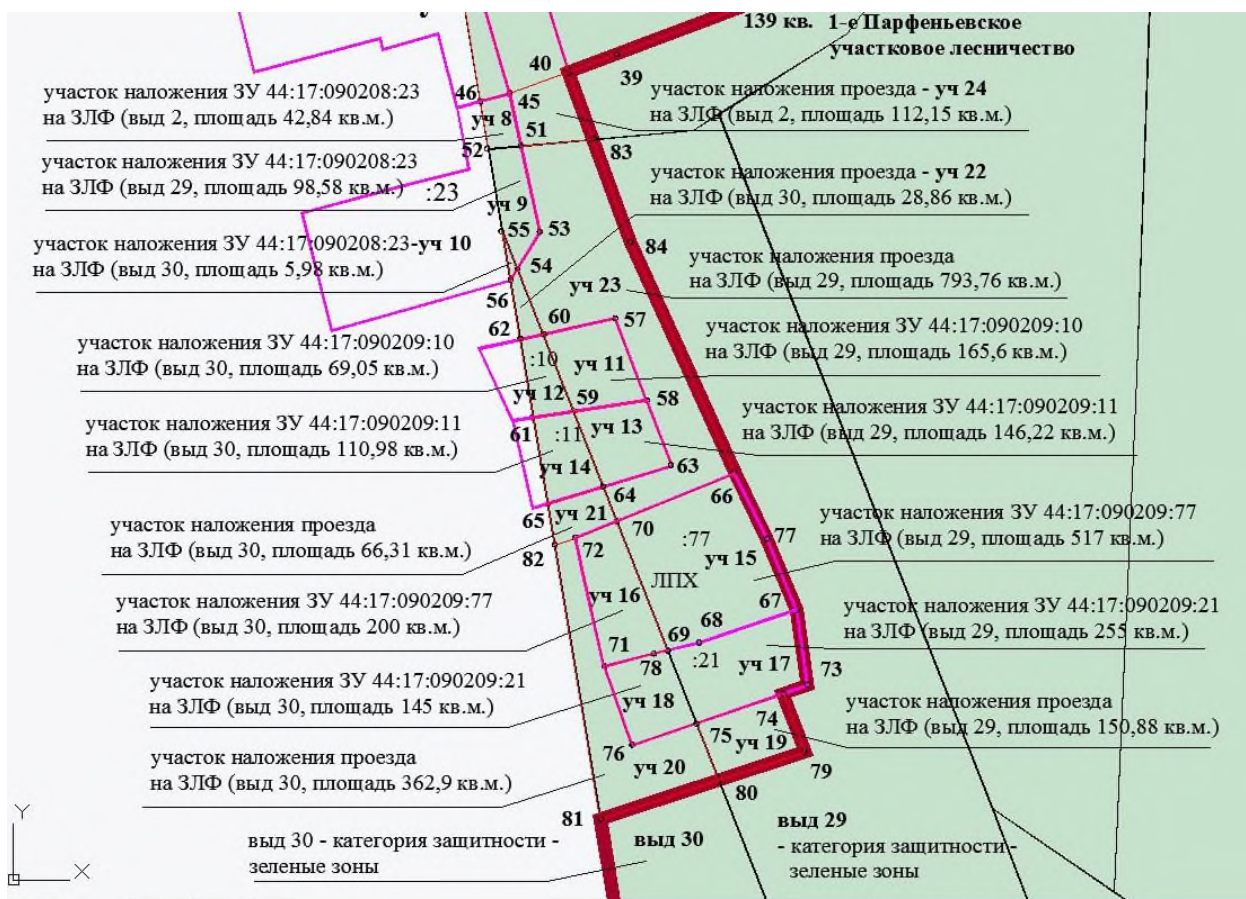 139 кв.
1-е Парфеньевское
участковое лесничество
участок наложения ЗУ 44:17:090208:23
на ЗЛФ (выд 2, площадь 42,84 кв.м.)
участок наложения ЗУ 44:17:090208:23
на ЗЛФ (выд 29, площадь 98,58 кв.м.)
участок наложения ЗУ 44:17:090208:23-уч 10
на ЗЛФ (выд 30, площадь 5,98 кв.м.)
участок наложения ЗУ 44:17:090209:10
на ЗЛФ (выд 30, площадь 69,05 кв.м.)
участок наложения ЗУ 44:17:090209:11
на ЗЛФ (выд 30, площадь 110,98 кв.м.)
участок наложения проезда
на ЗЛФ (выд 30, площадь 66,31 кв.м.)
участок наложения ЗУ 44:17:090209:77
на ЗЛФ (выд 30, площадь 200 кв.м.)
участок наложения ЗУ 44:17:090209:21
на ЗЛФ (выд 30, площадь 145 кв.м.)
участок наложения проезда
на ЗЛФ (выд 30, площадь 362,9 кв.м.)
выд 30 - категория защитности -
зеленые зоны
40
39
46
45
уч 8
51
52
83
:23
уч 9
55
53
84
54
56
уч 23
57
60
62
:10
уч 11
уч 12
59
58
61
:11
уч 13
уч 14
63
64
66
65
уч 21
70
82
72
:77
77
уч 15
ЛПХ
уч 16
67
68
69
71
78
:21
уч 17
73
уч 18
74
75
76
уч 19
79
уч 20
80
81
выд 30
участок наложения проезда - уч 24
на ЗЛФ (выд 2, площадь 112,15 кв.м.)
участок наложения проезда - уч 22
на ЗЛФ (выд 30, площадь 28,86 кв.м.)
участок наложения проезда
на ЗЛФ (выд 29, площадь 793,76 кв.м.)
участок наложения ЗУ 44:17:090209:10
на ЗЛФ (выд 29, площадь 165,6 кв.м.)
участок наложения ЗУ 44:17:090209:11
на ЗЛФ (выд 29, площадь 146,22 кв.м.)
участок наложения ЗУ 44:17:090209:77
на ЗЛФ (выд 29, площадь 517 кв.м.)
участок наложения ЗУ 44:17:090209:21
на ЗЛФ (выд 29, площадь 255 кв.м.)
участок наложения проезда
на ЗЛФ (выд 29, площадь 150,88 кв.м.)
выд 29
- категория защитности -
зеленые зоны
Y
X